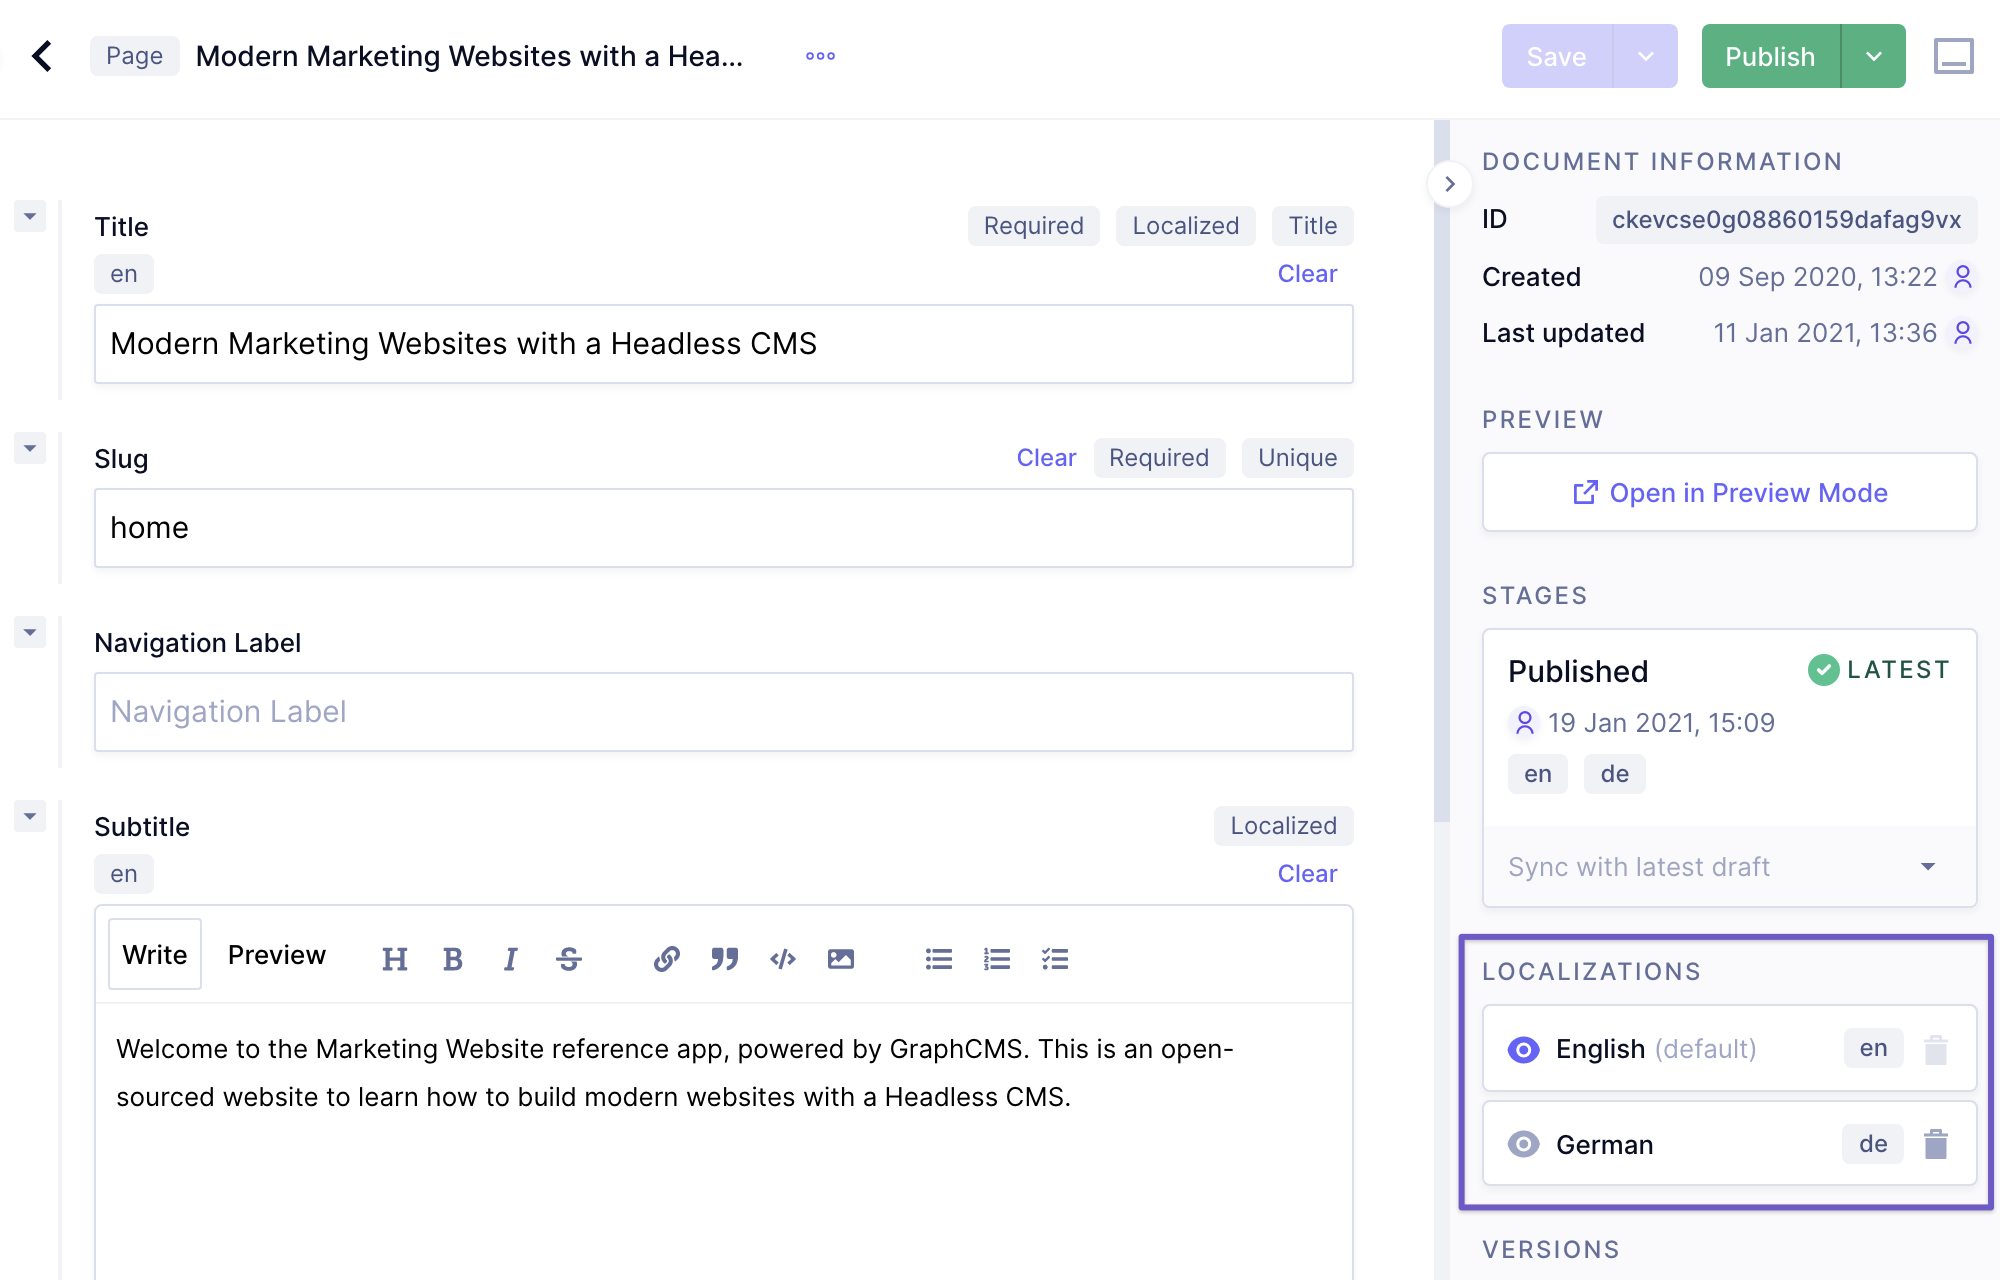 Page Modern Marketing Websites with a Hea...
Save
Publish
Title
Required Localized Title
en
Clear
Modern Marketing Websites with a Headless CMS
Slug
Clear Required Unique
home
Navigation Label
Navigation Label
Subtitle
Localized
en
Clear
Write Preview H B I S
Welcome to the Marketing Website reference app, powered by GraphCMS. This is an open-
sourced website to learn how to build modern websites with a Headless CMS.
DOCUMENT INFORMATION
ID ckevcse0g08860159dafag9vx
Created 09 Sep 2020, 13:22
Last updated 11 Jan 2021, 13:36
PREVIEW
Open in Preview Mode
STAGES
Published LATEST
19 Jan 2021, 15:09
en de
Sync with latest draft
LOCALIZATIONS
English (default) en
German de
VERSIONS